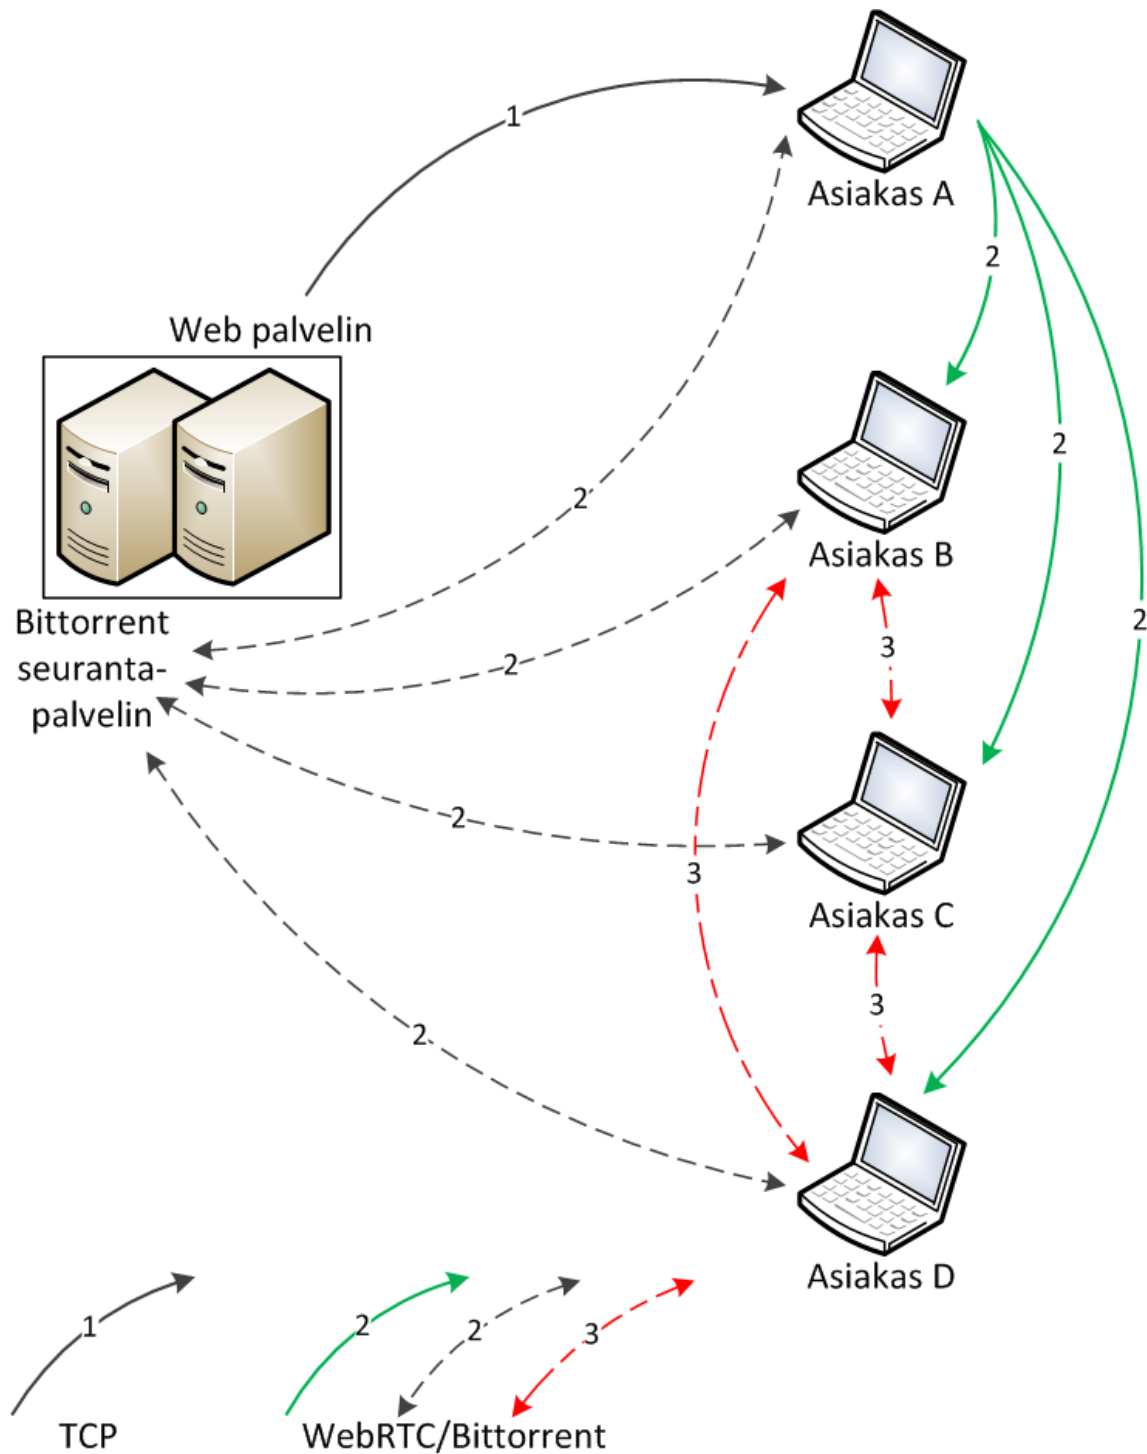 1
Asiakas A
2
Web palvelin
2
2
2
Asiakas B
Bittorrent
seuranta-
palvelin
2
3
2
2
3
Asiakas C
3
2
Asiakas D
1
2
2
3
TCP
WebRTC/Bittorrent